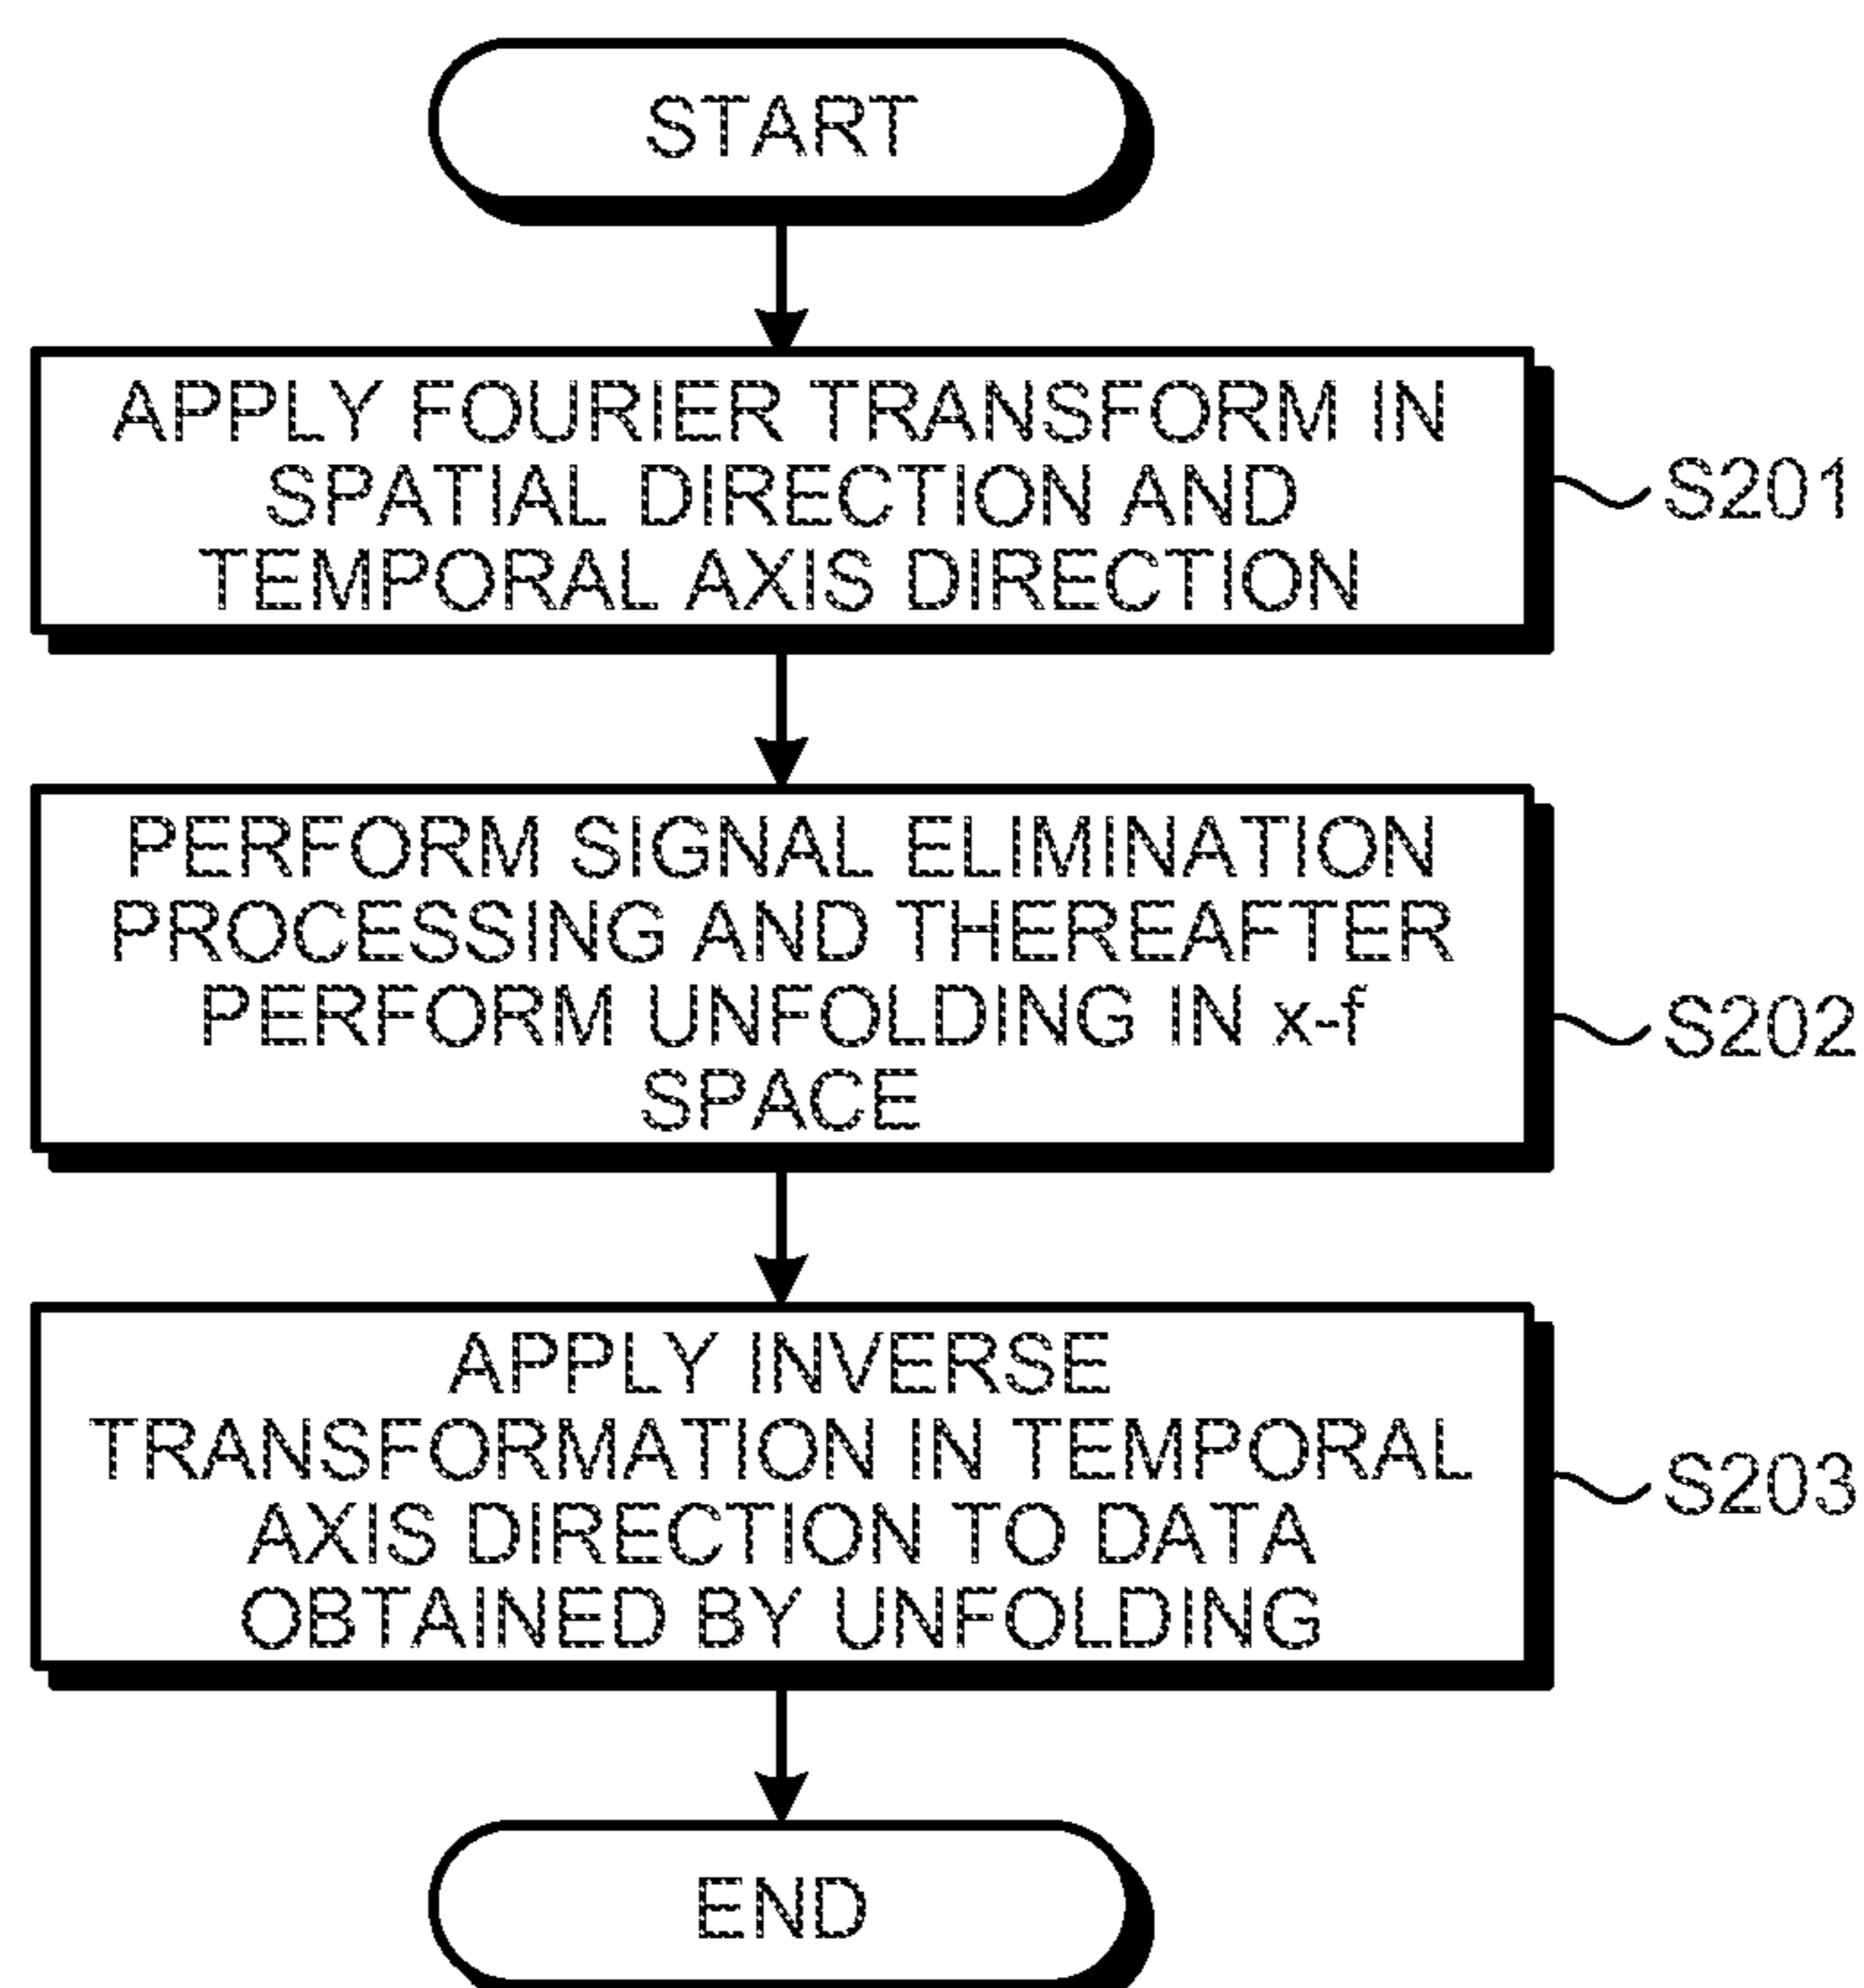 START
APPLY FOURIER TRANSFORM IN
SPATIAL DIRECTION AND
TEMPORAL AXIS DIRECTION
S201
PERFORM SIGNAL ELIMINATION
PROCESSING AND THEREAFTER
PERFORM UNFOLDING IN x-f
SPACE
S202
APPLY INVERSE
TRANSFORMATION IN TEMPORAL
AXIS DIRECTION TO DATA
OBTAINED BY UNFOLDING
S203
END